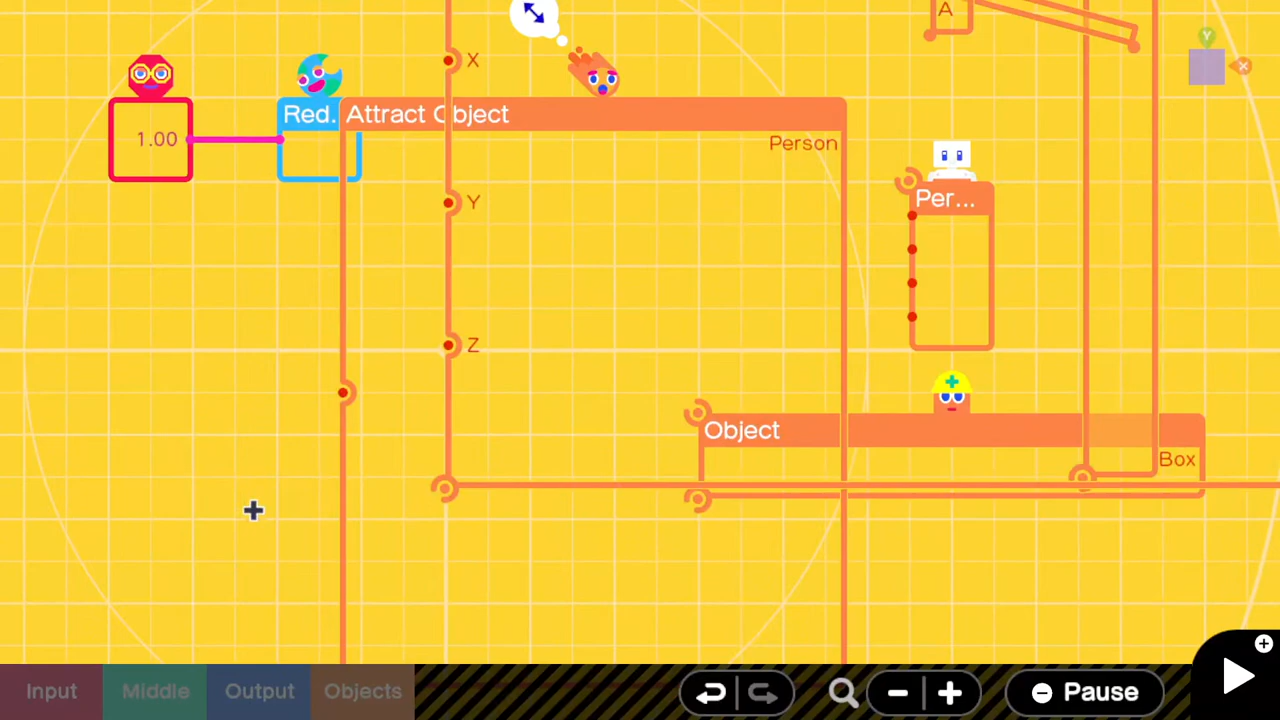 A
X
Y
X
1.00
Red.
Attract Object
Person
Per...
Y
Z
Object
Box
Input
Middle
Output
Objects
Pause